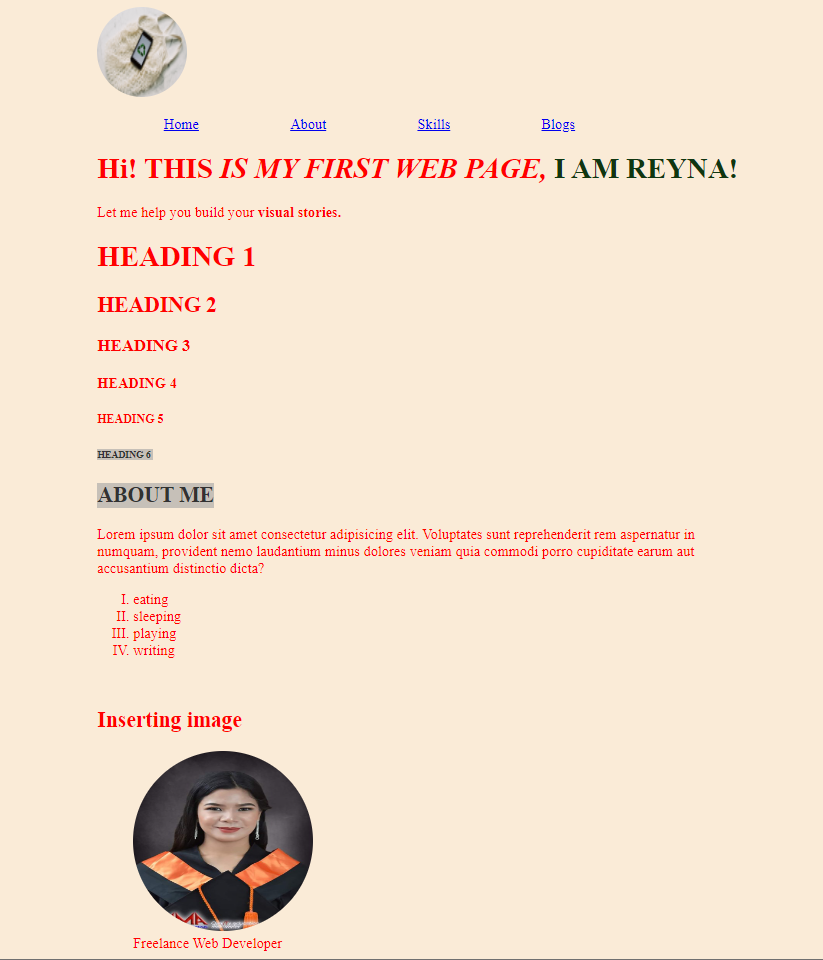 Home About Skills Blogs
Hi! THIS IS MY FIRST WEB PAGE, I AM REYNA!
Let me help you build your visual stories.
HEADING 1
HEADING 2
HEADING 3
HEADING 4
HEADING 5
HEADING 6
ABOUT ME
Lorem ipsum dolor sit amet consectetur adipisicing elit. Voluptates sunt reprehenderit rem aspernatur in
numquam, provident nemo laudantium minus dolores veniam quia commodi porro cupiditate earum aut
accusantium distinctio dicta?
I. eating
II. sleeping
III. playing
IV. writing
Inserting image
Freelance Web Developer